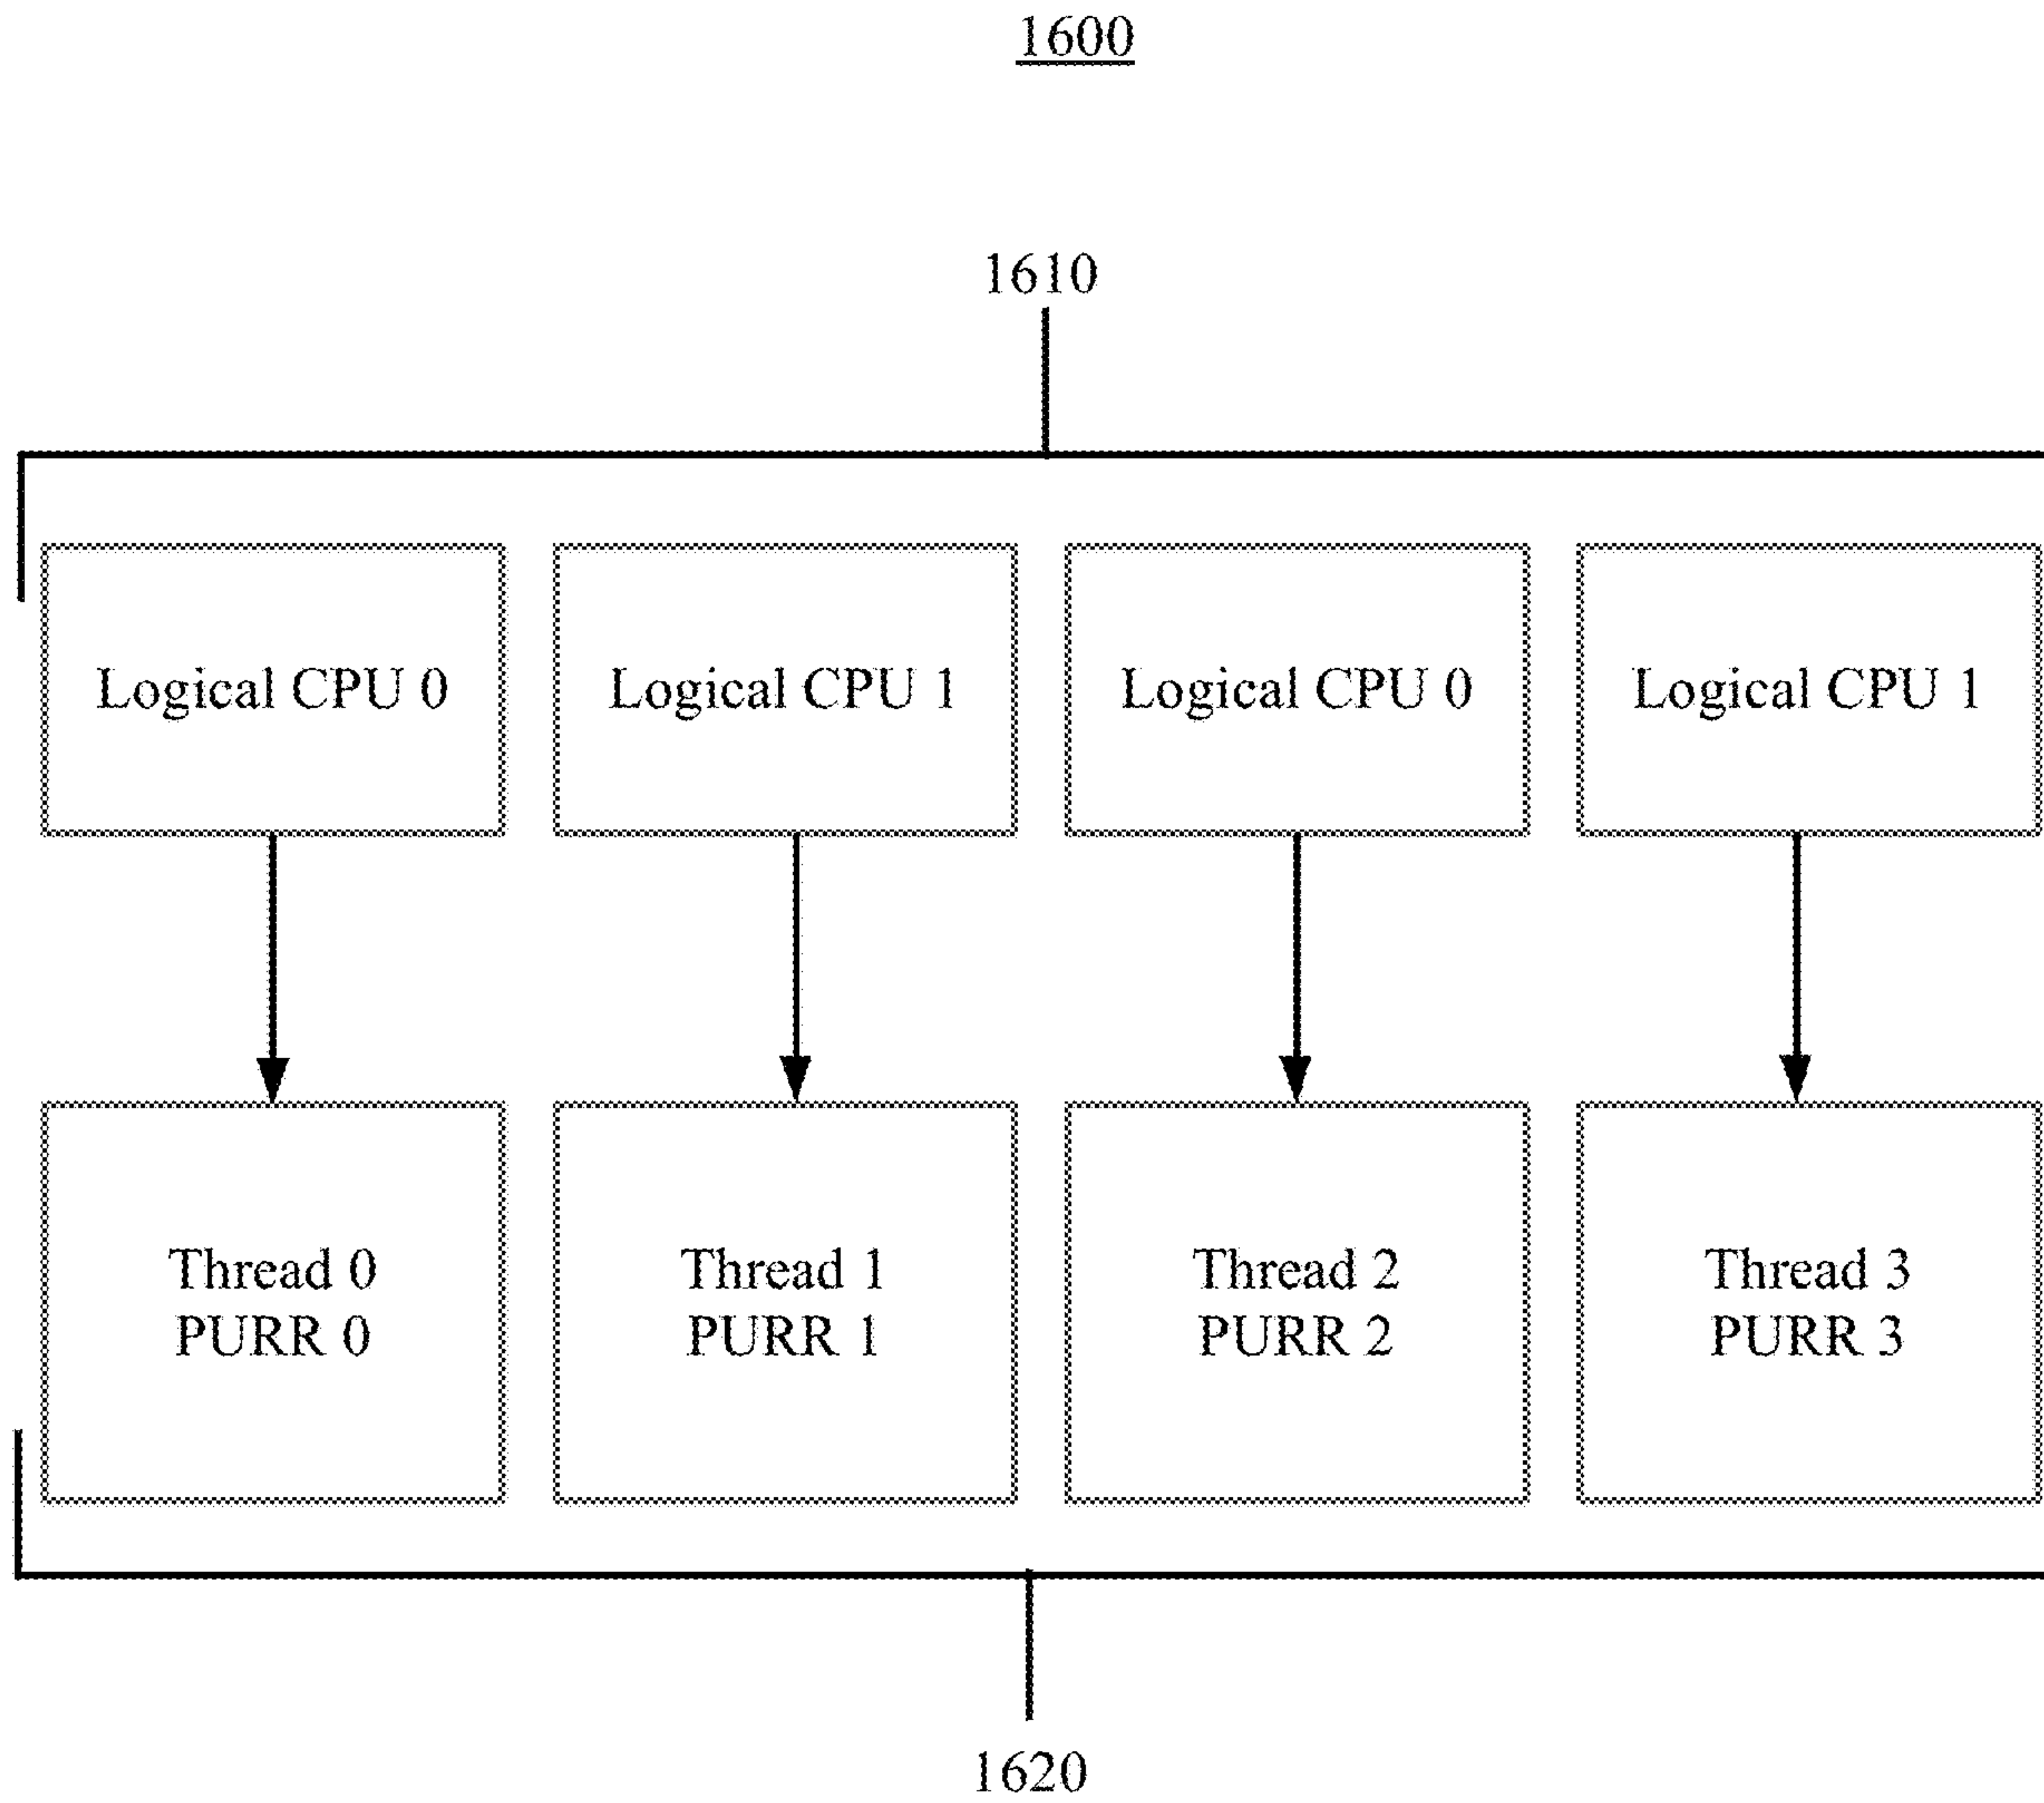 1600
1610
Logical CPU 0
Logical CPU 1
Logical CPU 0
Logical CPU 1
Thread 0
PURR 0
Thread 1
PURR 1
Thread 2
PURR 2
Thread 3
PURR 3
1620